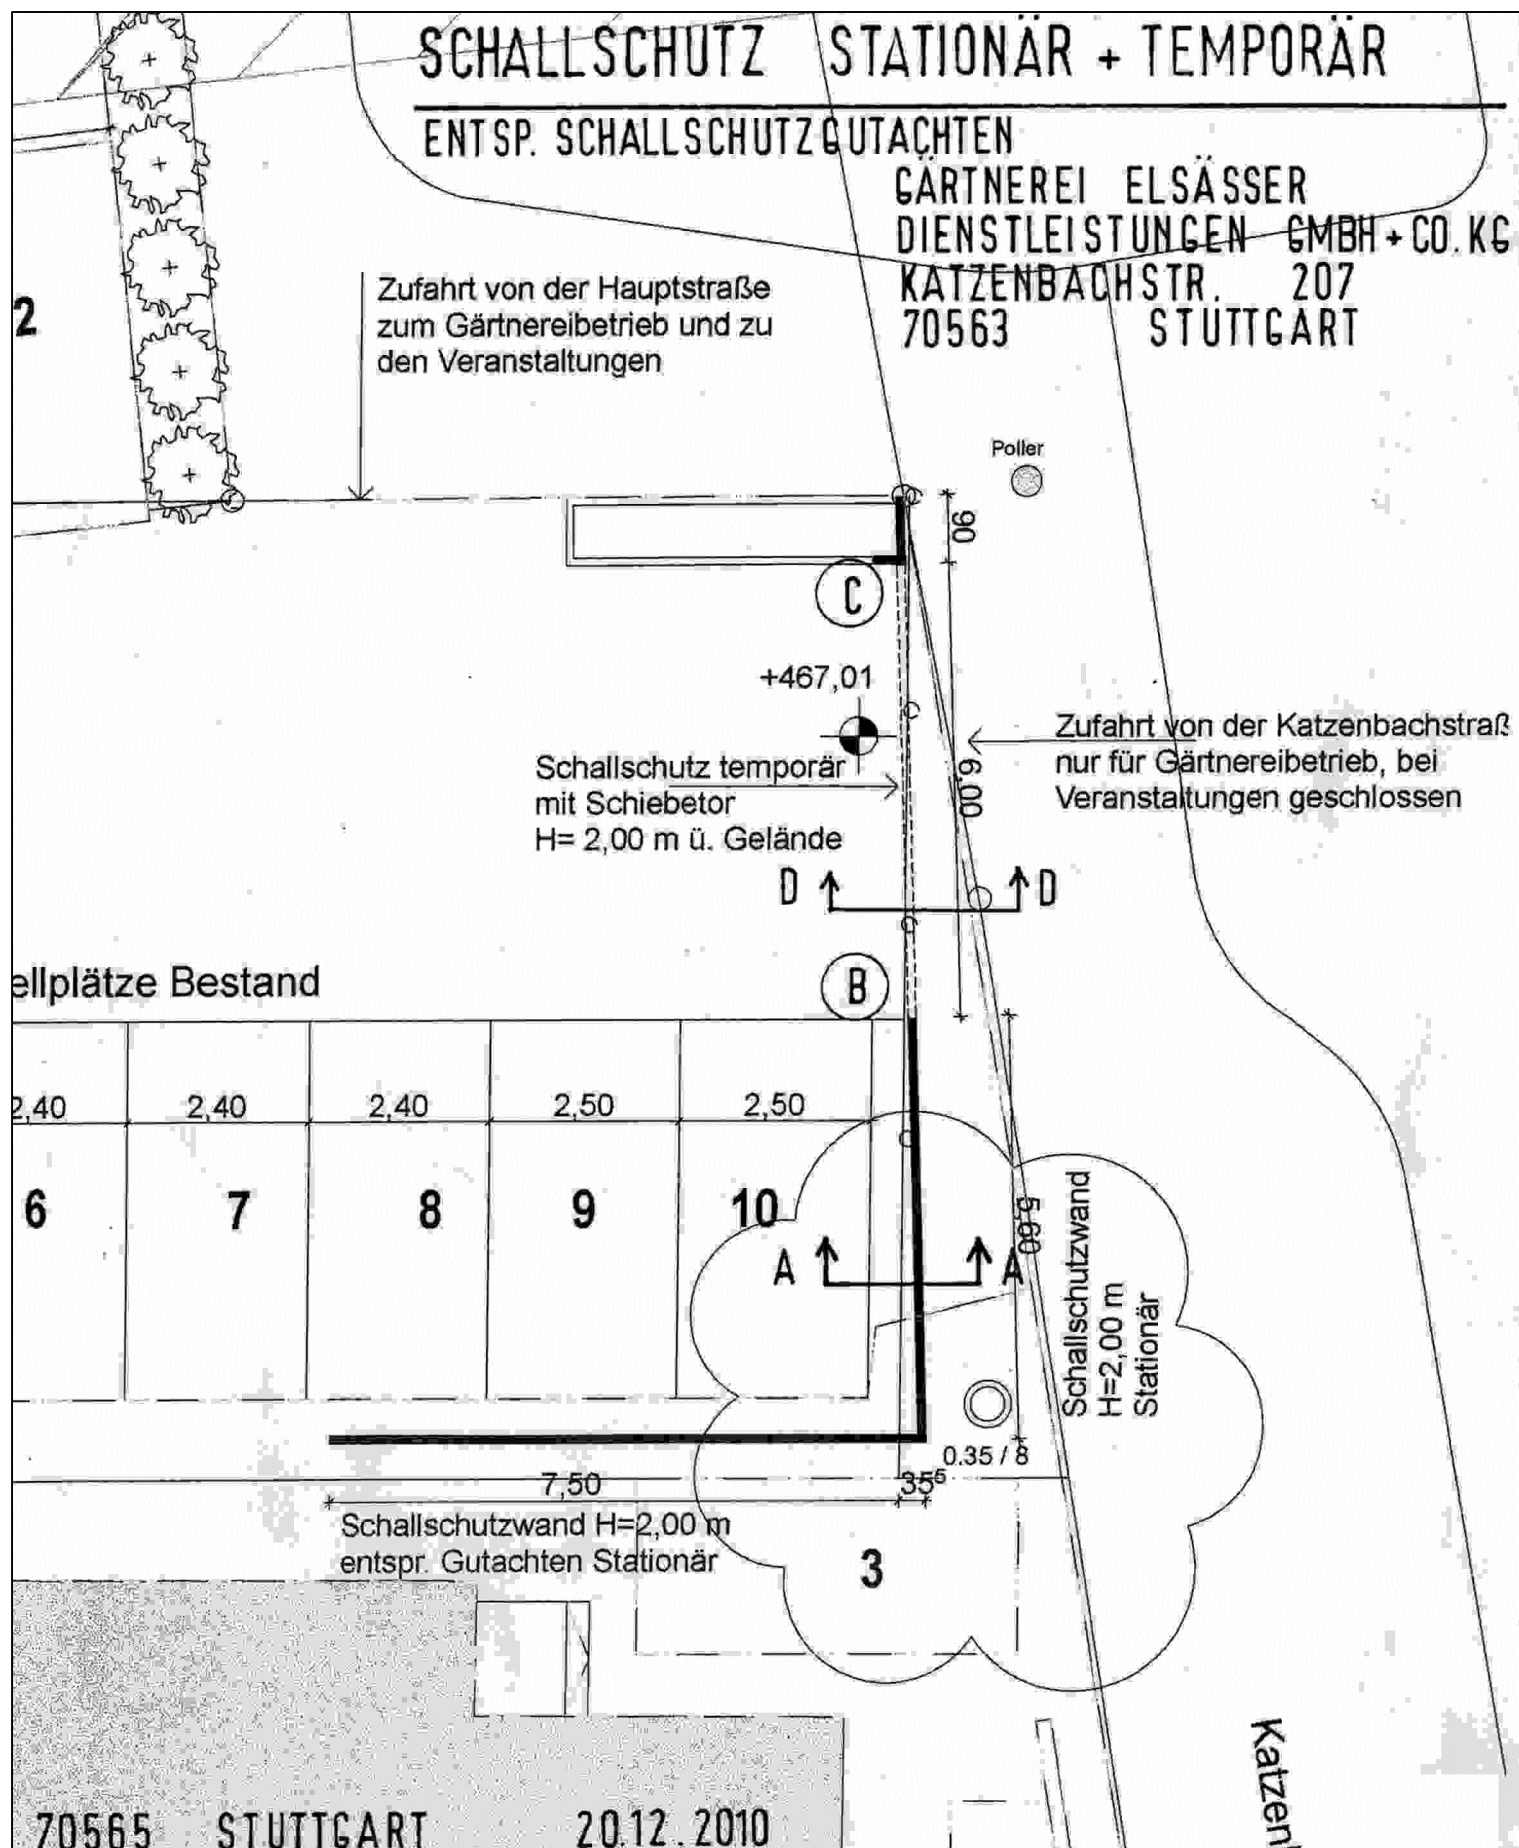 SCHALLSCHUTZ STATIONÄR + TEMPORÄR
ENTSP. SCHALLSCHUTZGUTACHTEN
GÄRTNEREI ELSÄSSER
DIENSTLEISTUNGEN GMBH + CO. KG
KATZENBACHSTR. 207
70563 STUTTGART
Zufahrt von der Hauptstraße
zum Gärtnereibetrieb und zu
den Veranstaltungen
2
Poller
90
C
+467,01
Zufahrt von der Katzenbachstraß
nur für Gärtnereibetrieb, bei
Veranstaltungen geschlossen
Schallschutz temporär
mit Schiebetor
H= 2,00 m ü. Gelände
6,00
D D
B
ellplätze Bestand
2,40 2,40 2,40 2,50 2,50
6 7 8 9 10
A A
5,60
Schallschutzwand
H=2,00 m
Stationär
0.35 / 8
7,50 35⁵
Schallschutzwand H=2,00 m
entspr. Gutachten Stationär
3
Katzen
70565 STUTTGART 20.12.2010